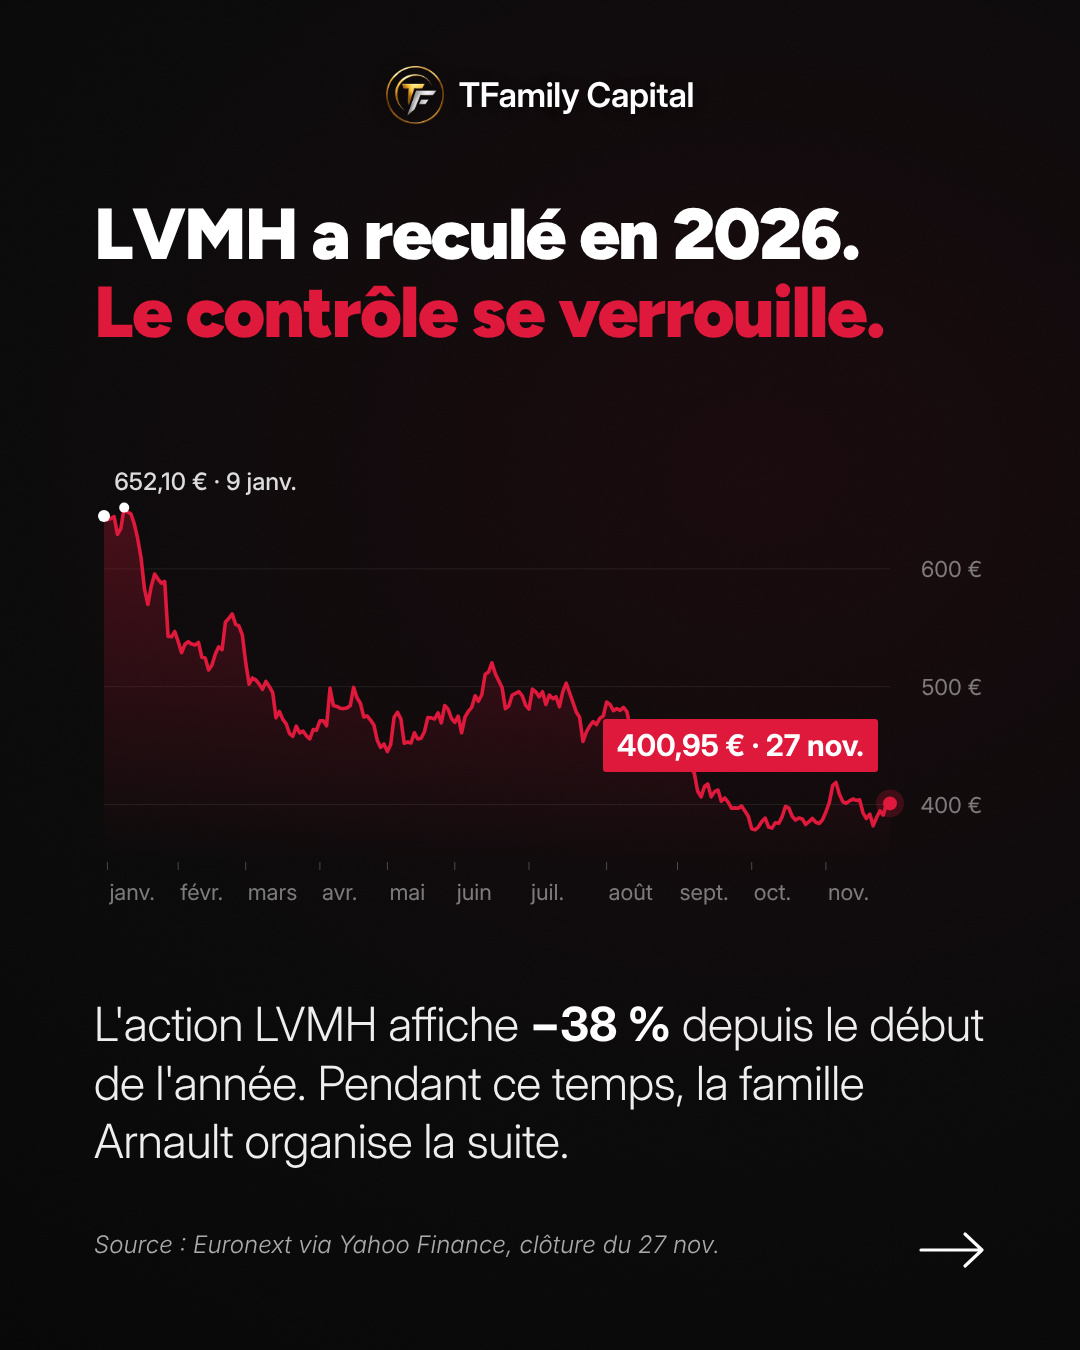 TF TFamily Capital
LVMH a reculé en 2026.
Le contrôle se verrouille.
652,10 € · 9 janv.
600 €
500 €
400,95 € · 27 nov.
400 €
janv. févr. mars avr. mai juin juil. août sept. oct. nov.
L'action LVMH affiche −38 % depuis le début
de l'année. Pendant ce temps, la famille
Arnault organise la suite.
Source : Euronext via Yahoo Finance, clôture du 27 nov.